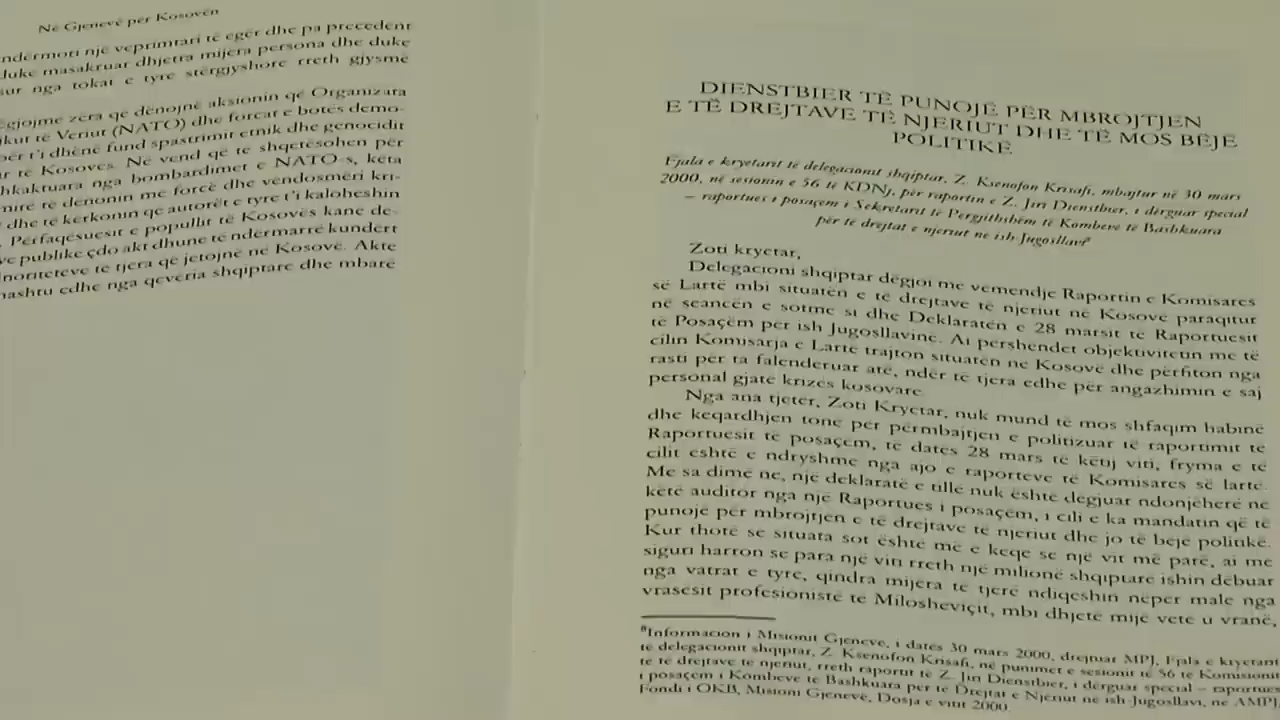 Në Gjenevë për Kosovën
ndërmori një veprimtari të egër dhe pa precedent
duke masakruar dhjetra mijëra persona dhe duke
sur nga tokat e tyre stërgjyshore rreth gjysmë
ëgjojmë zëra që dënojnë aksionin që Organizata
ikut të Veriut (NATO) dhe forcat e botës demo-
për t'i dhënë fund spastrimit etnik dhe genocidit
ar të Kosovës. Në vend që të shqetësohen për
hkaktuara nga bombardimet e NATO-s, këta
mirë të denonin me forcë dhe vendosmëri kri-
dhe të kërkonin që autorët e tyre t'i kaloheshin
. Përfaqësuesit e popullit të Kosovës kanë de-
ve publike çdo akt dhune të ndërmarrë kundërt
inoriteteve të tjera që jetojnë në Kosovë. Akte
nashtu edhe nga qeveria shqiptare dhe mbarë
DIENSTBIER TË PUNOJË PËR MBROJTJEN
E TË DREJTAVE TË NJERIUT DHE TË MOS BËJË
POLITIKË
Fjala e kryetarit të delegacionit shqiptar, Z. Ksenofon Krisafi, mbajtur në 30 mars
2000, në sesionin e 56 të KDNj, për raportin e Z. Jiri Dienstbier, i dërguar special
– raportues i posaçëm i Sekretarit të Përgjithshëm të Kombeve të Bashkuara
për të drejtat e njeriut në ish-Jugosllavi⁸
Zoti kryetar,
Delegacioni shqiptar dëgjoi me vëmendje Raportin e Komisares
së Lartë mbi situatën e të drejtave të njeriut në Kosovë paraqitur
në seancën e sotme si dhe Deklaratën e 28 marsit të Raportuesit
të Posaçëm për ish Jugosllavinë. Ai përshëndet objektivitetin me të
cilin Komisarja e Lartë trajton situatën në Kosovë dhe përfiton nga
rasti për ta falenderuar atë, ndër të tjera edhe për angazhimin e saj
personal gjatë krizës kosovare.
Nga ana tjetër, Zoti Kryetar, nuk mund të mos shfaqim habinë
dhe keqardhjen tonë për përmbajtjen e politizuar të raportimit të
Raportuesit të posaçëm, të datës 28 mars të këtij viti, fryma e të
cilit është e ndryshme nga ajo e raporteve të Komisares së lartë.
Me sa dimë ne, një deklaratë e tillë nuk është dëgjuar ndonjëherë në
këtë auditor nga një Raportues i posaçëm, i cili e ka mandatin që të
punojë për mbrojtjen e të drejtave të njeriut dhe jo të bëjë politikë.
Kur thotë se situata sot është më e keqe se një vit më parë, ai me
siguri harron se para një viti rreth një milionë shqiptarë ishin dëbuar
nga vatrat e tyre, qindra mijëra të tjerë ndiqeshin nëpër male nga
vrasësit profesionistë të Millosheviçit, mbi dhjetë mijë vetë u vranë,
⁸Informacion i Misionit Gjenevë, i datës 30 mars 2000, drejtuar MPJ, Fjala e kryetarit
të delegacionit shqiptar, Z. Ksenofon Krisafi, në punimet e sesionit të 56 të Komisionit
të të drejtave të njeriut, rreth raportit të Z. Jiri Dienstbier, i dërguar special – raportues
i posaçëm i Kombeve të Bashkuara për të Drejtat e Njeriut në ish-Jugosllavi, në AMPJ,
Fondi i OKB, Misioni Gjenevë, Dosja e vitit 2000.